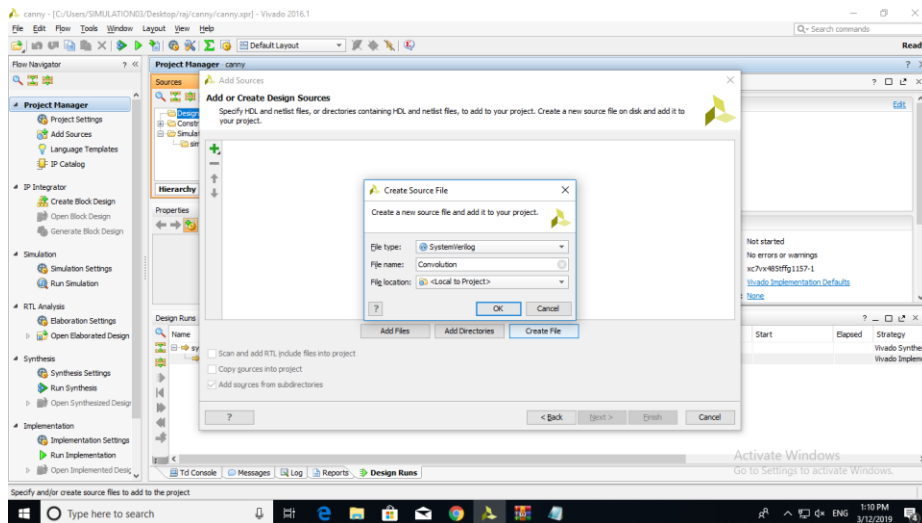 canny - [C:/Users/SIMULATION03/Desktop/raj/canny/canny.xpr] - Vivado 2016.1
File Edit Flow Tools Window Layout View Help
Search commands
Default Layout
Read
Flow Navigator
Project Manager
Project Settings
Add Sources
Language Templates
IP Catalog
IP Integrator
Create Block Design
Open Block Design
Generate Block Design
Simulation
Simulation Settings
Run Simulation
RTL Analysis
Elaboration Settings
Open Elaborated Design
Synthesis
Synthesis Settings
Run Synthesis
Open Synthesized Design
Implementation
Implementation Settings
Run Implementation
Open Implemented Desig
Project Manager - canny
Sources
Design
Constr
Simulat
sim
Hierarchy
Properties
Design Runs
Name
sy
Add Sources
Add or Create Design Sources
Specify HDL and netlist files, or directories containing HDL and netlist files, to add to your project. Create a new source file on disk and add it to
your project.
Create Source File
Create a new source file and add it to your project.
File type: SystemVerilog
File name: Convolution
File location: <Local to Project>
?
OK
Cancel
Add Files
Add Directories
Create File
Scan and add RTL include files into project
Copy sources into project
Add sources from subdirectories
?
< Back
Next >
Finish
Cancel
Edit
Not started
No errors or warnings
xc7vx485tffg1157-1
Vivado Implementation Defaults
None
Start Elapsed Strategy
Vivado Synthe
Vivado Implem
Activate Windows
Go to Settings to activate Windows.
Tcl Console
Messages
Log
Reports
Design Runs
Specify and/or create source files to add to the project
Type here to search
ENG
1:10 PM
3/12/2019